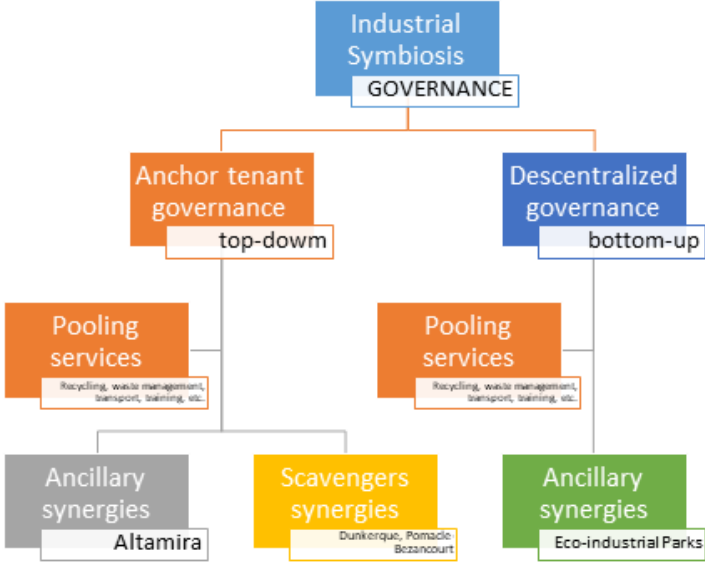 Industrial
Symbiosis
GOVERNANCE
Anchor tenant
governance
top-dowm
Descentralized
governance
bottom-up
Pooling
services
Recycling, waste management,
transport, training, etc.
Pooling
services
Recycling, waste management,
transport, training, etc.
Ancillary
synergies
Altamira
Scavengers
synergies
Dunkerque, Pomacle-
Bezancourt
Ancillary
synergies
Eco-industrial Parks